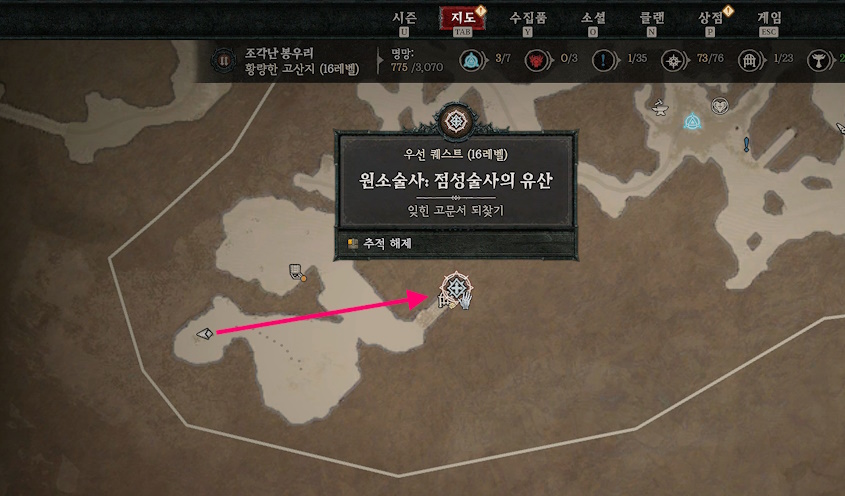 시즌 지도 수집품 소셜 클랜 상점 게임
U TAB Y O N P ESC
조각난 봉우리 명망: 3/7 0/3 1/35 73/76 1/23 2
황량한 고산지 (16레벨) 775 /3,070
우선 퀘스트 (16레벨)
원소술사: 점성술사의 유산
잊힌 고문서 되찾기
추적 해제